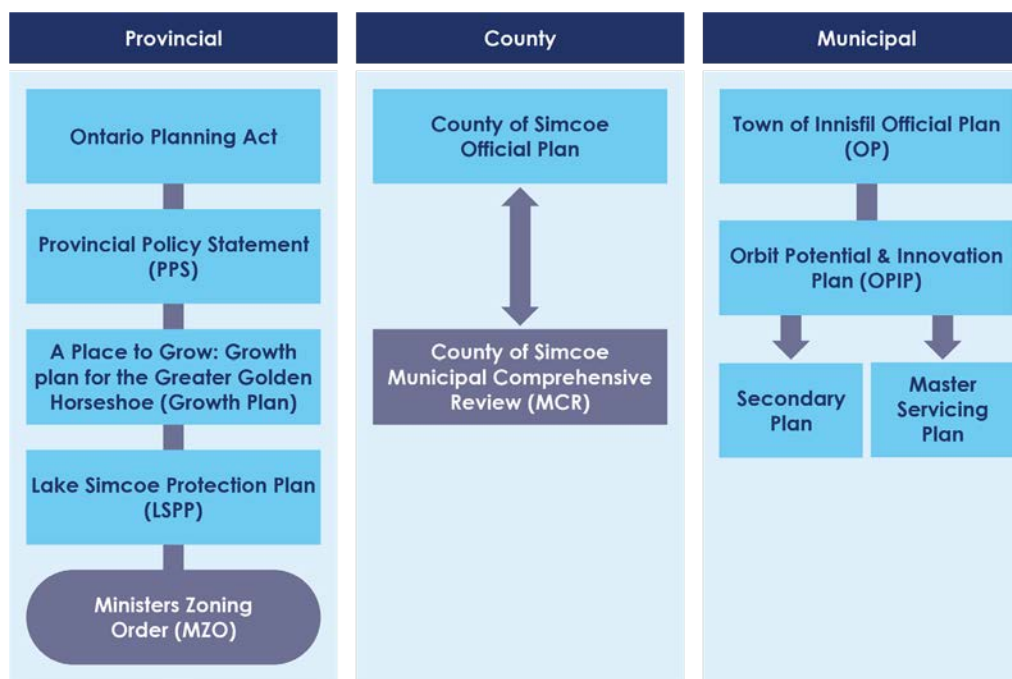 Provincial
Ontario Planning Act
Provincial Policy Statement
(PPS)
A Place to Grow: Growth
plan for the Greater Golden
Horseshoe (Growth Plan)
Lake Simcoe Protection Plan
(LSPP)
Ministers Zoning
Order (MZO)
County
County of Simcoe
Official Plan
County of Simcoe
Municipal Comprehensive
Review (MCR)
Municipal
Town of Innisfil Official Plan
(OP)
Orbit Potential & Innovation
Plan (OPIP)
Secondary
Plan
Master
Servicing
Plan